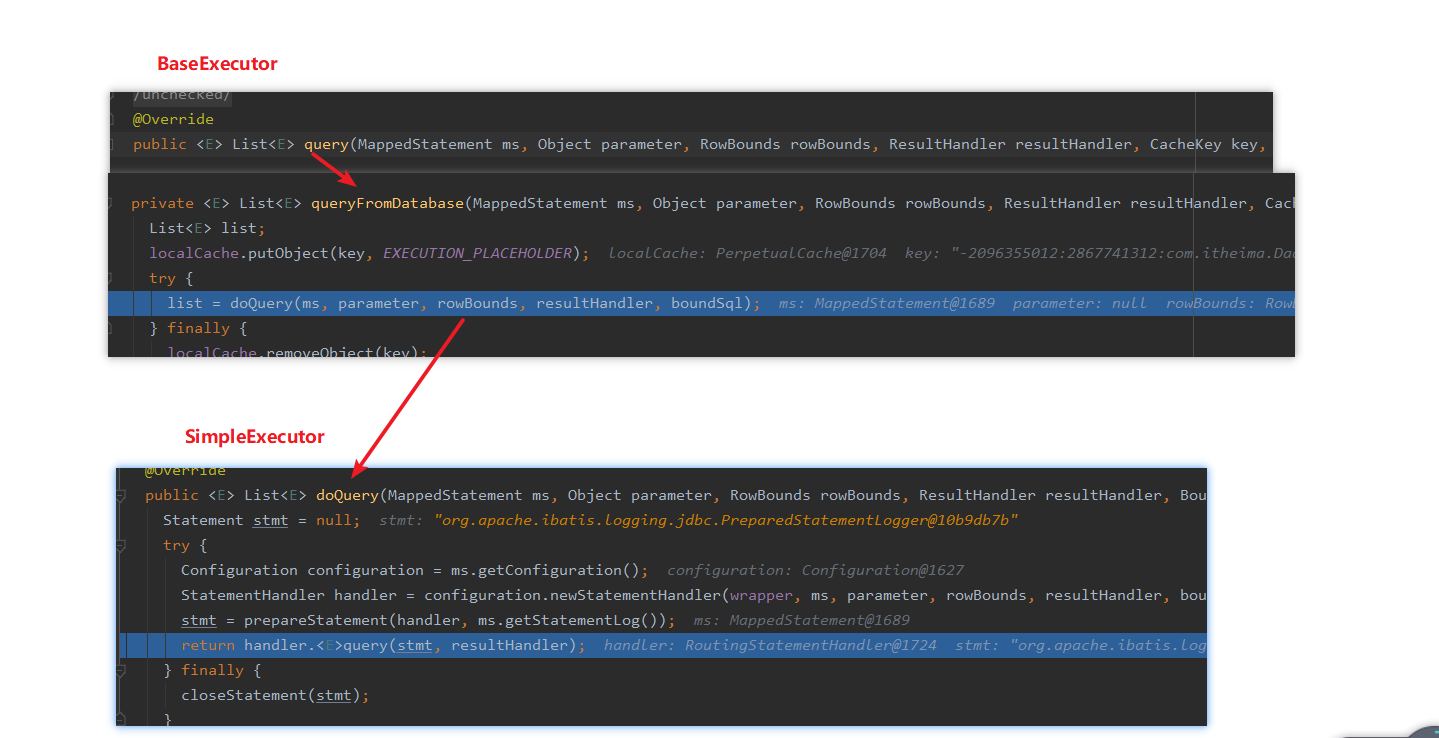 BaseExecutor
/unchecked/
@Override
public <E> List<E> query(MappedStatement ms, Object parameter, RowBounds rowBounds, ResultHandler resultHandler, CacheKey key,
private <E> List<E> queryFromDatabase(MappedStatement ms, Object parameter, RowBounds rowBounds, ResultHandler resultHandler, Cac
List<E> list;
localCache.putObject(key, EXECUTION_PLACEHOLDER); localCache: PerpetualCache@1704 key: "-2096355012:2867741312:com.itheima.Dao
try {
list = doQuery(ms, parameter, rowBounds, resultHandler, boundSql); ms: MappedStatement@1689 parameter: null rowBounds: Row
} finally {
localCache.removeObject(key);
SimpleExecutor
@Override
public <E> List<E> doQuery(MappedStatement ms, Object parameter, RowBounds rowBounds, ResultHandler resultHandler, Bou
Statement stmt = null; stmt: "org.apache.ibatis.logging.jdbc.PreparedStatementLogger@10b9db7b"
try {
Configuration configuration = ms.getConfiguration(); configuration: Configuration@1627
StatementHandler handler = configuration.newStatementHandler(wrapper, ms, parameter, rowBounds, resultHandler, bou
stmt = prepareStatement(handler, ms.getStatementLog()); ms: MappedStatement@1689
return handler.<E>query(stmt, resultHandler); handler: RoutingStatementHandler@1724 stmt: "org.apache.ibatis.log
} finally {
closeStatement(stmt);
}